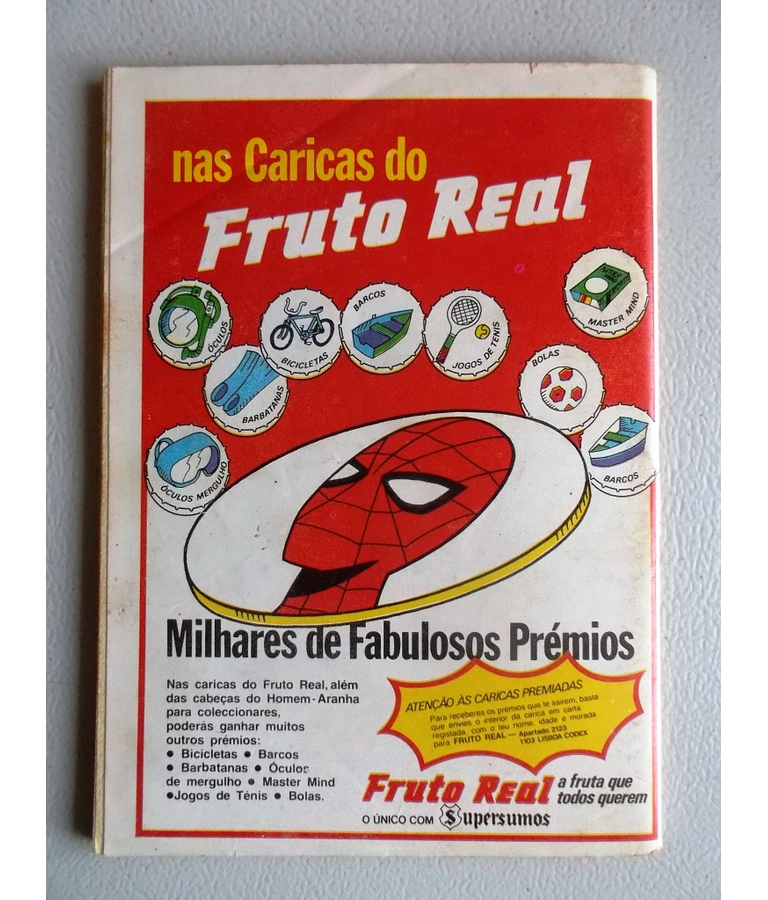 nas Caricas do
Fruto Real
ÓCULOS
BICICLETAS
BARCOS
JOGOS DE TÉNIS
MASTER MIND
BARBATANAS
BOLAS
ÓCULOS MERGULHO
BARCOS
Milhares de Fabulosos Prémios
Nas caricas do Fruto Real, além
das cabeças do Homem-Aranha
para coleccionares,
poderás ganhar muitos
outros prémios:
● Bicicletas ● Barcos
● Barbatanas ● Óculos
de mergulho ● Master Mind
●Jogos de Ténis ● Bolas.
ATENÇÃO ÀS CARICAS PREMIADAS
Para receberes os prémios que te saírem, basta
que envies o interior da carica em carta
registada, com o teu nome, idade e morada
para FRUTO REAL — Apartado 2123
1103 LISBOA CODEX
Fruto Real a fruta que
todos querem
O ÚNICO COM Supersumos